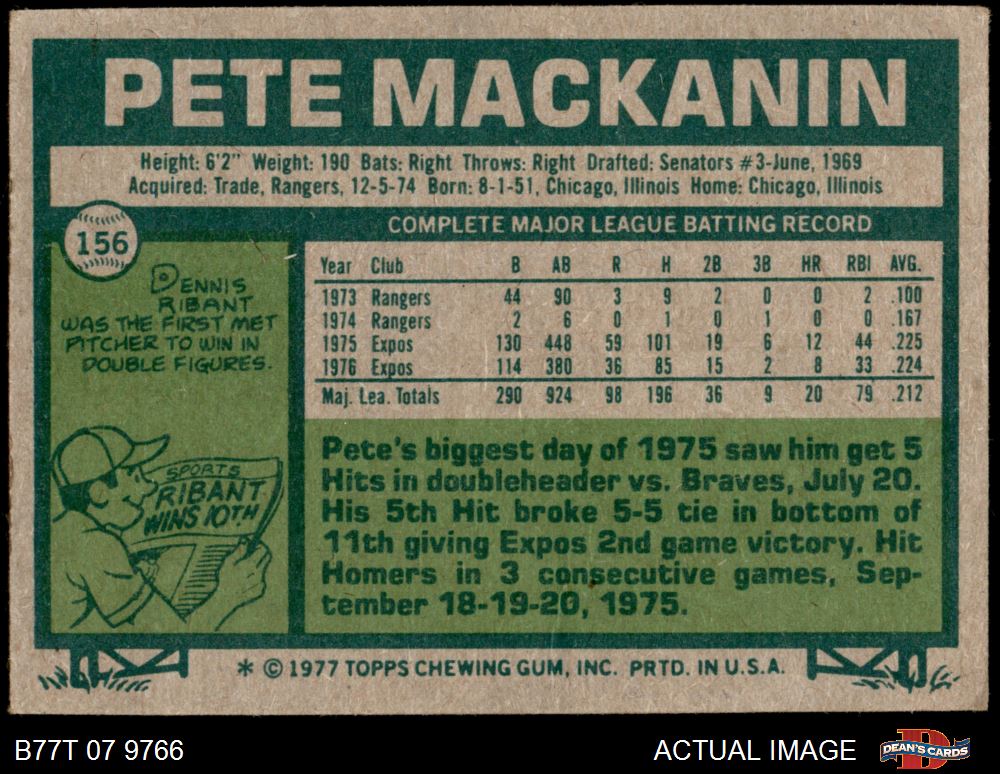 PETE MACKANIN
Height: 6'2" Weight: 190 Bats: Right Throws: Right Drafted: Senators #3-June, 1969
Acquired: Trade, Rangers, 12-5-74 Born: 8-1-51, Chicago, Illinois Home: Chicago, Illinois
156
COMPLETE MAJOR LEAGUE BATTING RECORD
Year Club B AB R H 2B 3B HR RBI AVG.
1973 Rangers 44 90 3 9 2 0 0 2 .100
1974 Rangers 2 6 0 1 0 1 0 0 .167
1975 Expos 130 448 59 101 19 6 12 44 .225
1976 Expos 114 380 36 85 15 2 8 33 .224
Maj. Lea. Totals 290 924 98 196 36 9 20 79 .212
DENNIS
RIBANT
WAS THE FIRST MET
PITCHER TO WIN IN
DOUBLE FIGURES.
SPORTS
RIBANT
WINS 10TH
Pete's biggest day of 1975 saw him get 5
Hits in doubleheader vs. Braves, July 20.
His 5th Hit broke 5-5 tie in bottom of
11th giving Expos 2nd game victory. Hit
Homers in 3 consecutive games, Sep-
tember 18-19-20, 1975.
* © 1977 TOPPS CHEWING GUM, INC. PRTD. IN U.S.A.
B77T 07 9766
ACTUAL IMAGE
DEAN'S CARDS